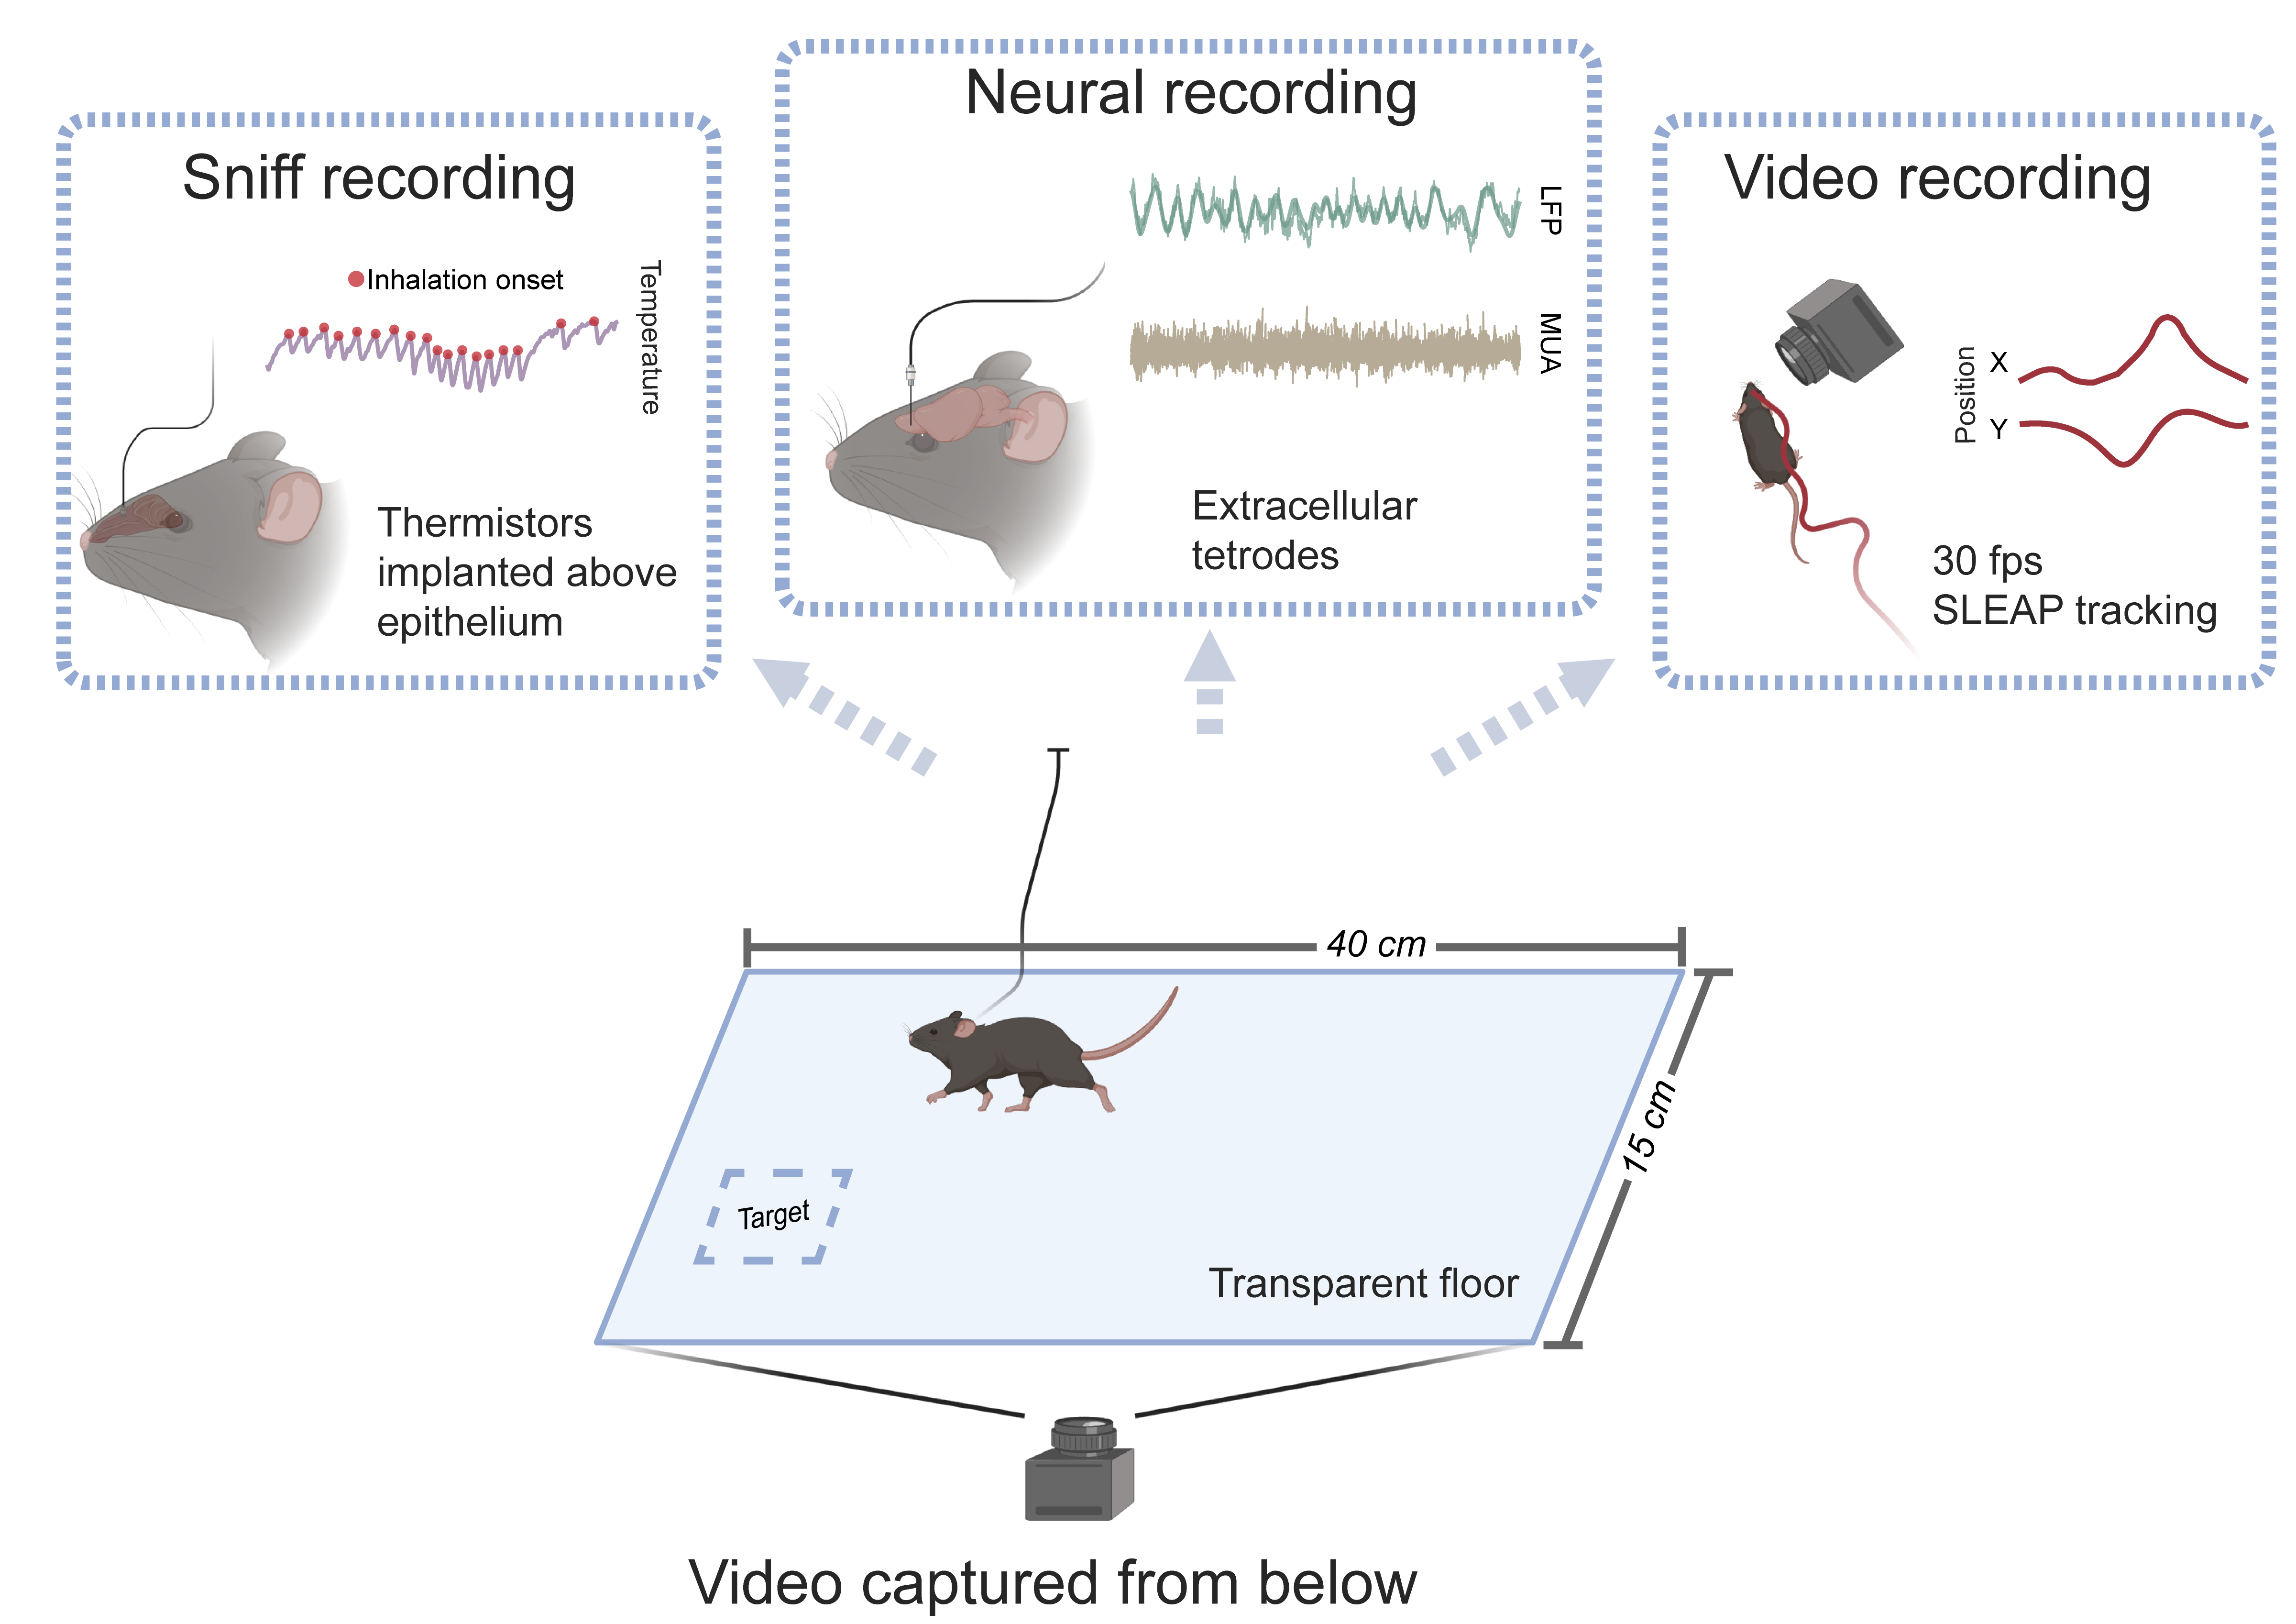 Neural recording
Sniff recording
Video recording
LFP
Inhalation onset
Temperature
MUA
Position
X
Y
Extracellular
tetrodes
Thermistors
implanted above
epithelium
30 fps
SLEAP tracking
40 cm
15 cm
Target
Transparent floor
Video captured from below